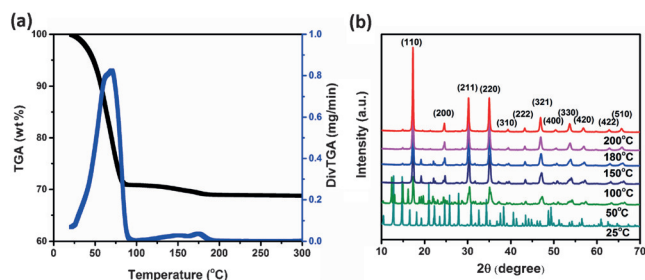 (a)
100
90
80
70
60
TGA (wt %)
0 50 100 150 200 250 300
Temperature (°C)
1.0
0.8
0.6
0.4
0.2
0.0
DivTGA (mg/min)
(b)
Intensity (a.u.)
(110)
(200)
(211)
(220)
(310)
(222)
(321)
(400)
(330)
(420)
(422)
(510)
200°C
180°C
150°C
100°C
50°C
25°C
10 20 30 40 50 60 70
2θ (degree)